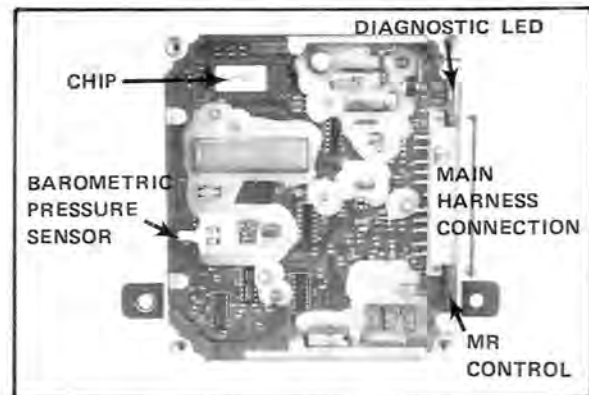 DIAGNOSTIC LED
CHIP
BAROMETRIC
PRESSURE
SENSOR
MAIN
HARNESS
CONNECTION
MR
CONTROL